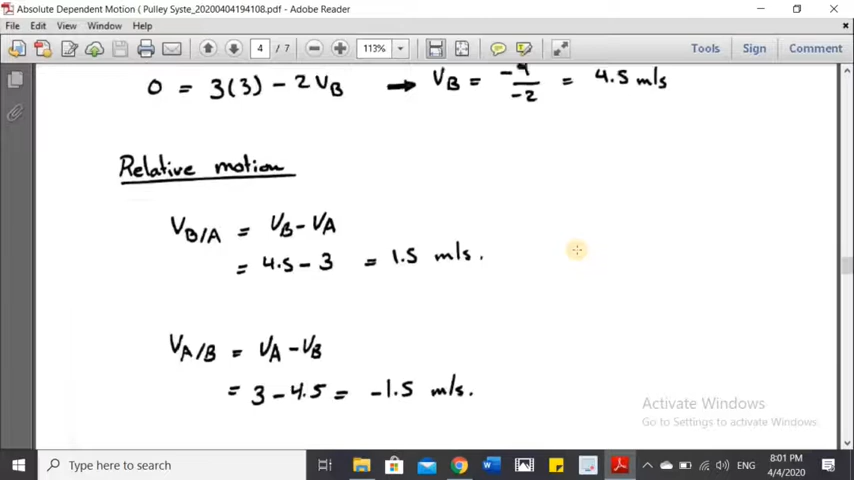 Absolute Dependent Motion ( Pulley Syste_20200404194108.pdf - Adobe Reader
File Edit View Window Help
4 / 7 113% Tools Sign Comment
0 = 3(3) - 2VB → VB = -9/-2 = 4.5 m/s
Relative motion
VB/A = VB - VA
= 4.5 - 3 = 1.5 m/s.
VA/B = VA - VB
= 3 - 4.5 = -1.5 m/s.
Activate Windows
Go to Settings to activate Windows.
Type here to search
ENG
8:01 PM
4/4/2020